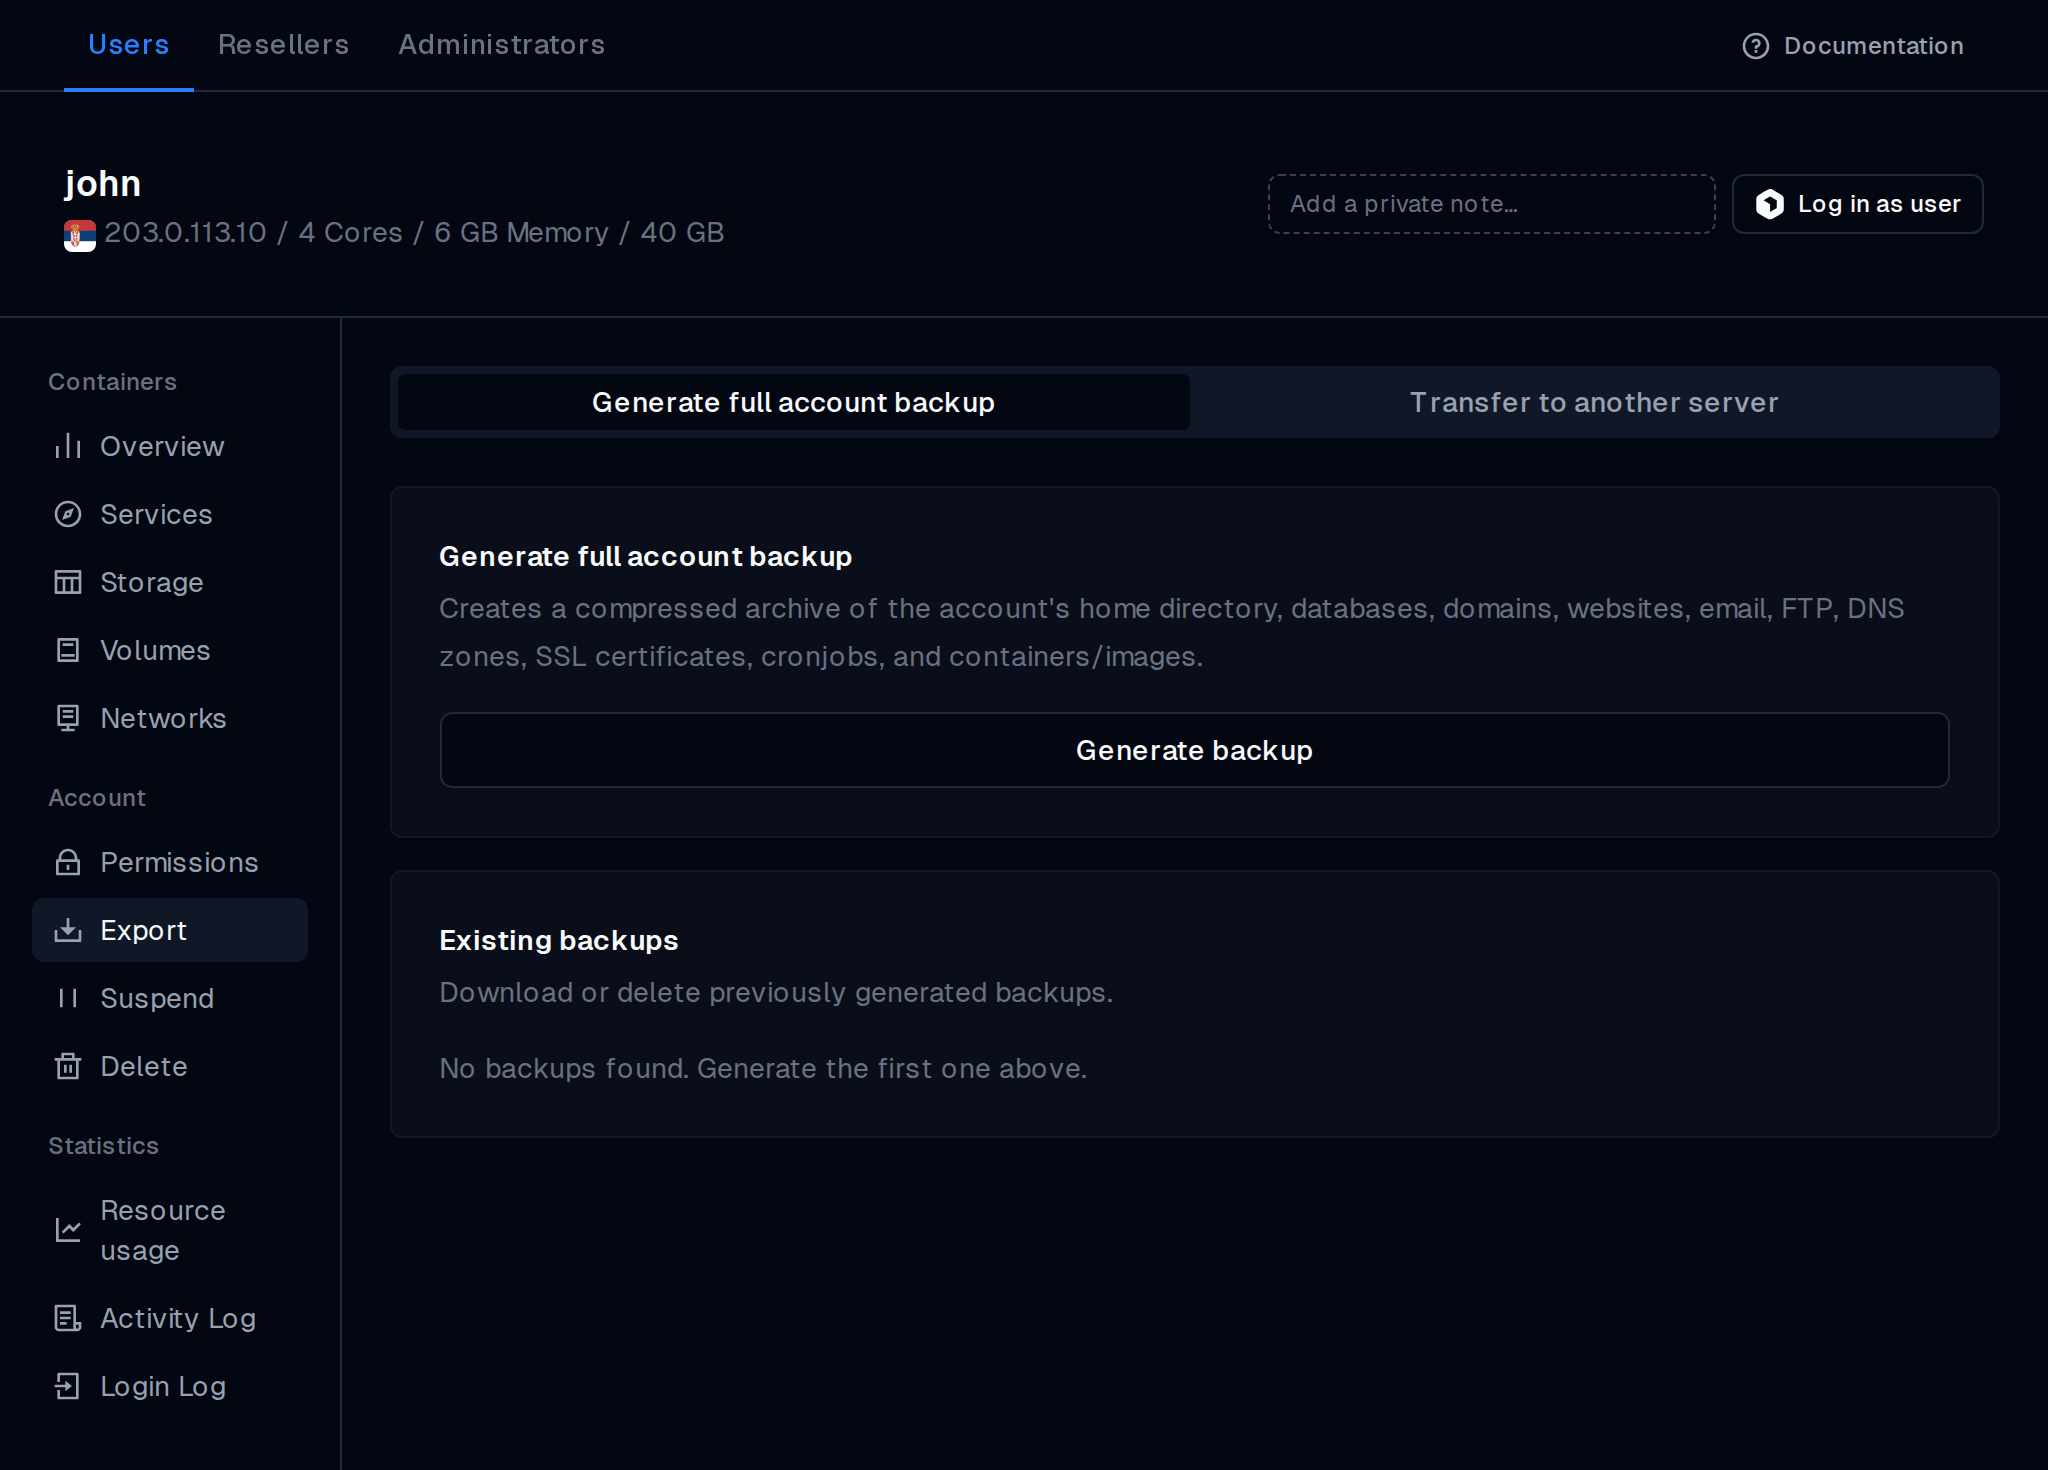 Users
Resellers
Administrators
Documentation
john
203.0.113.10 / 4 Cores / 6 GB Memory / 40 GB
Add a private note…
Log in as user
Containers
Overview
Services
Storage
Volumes
Networks
Account
Permissions
Export
Suspend
Delete
Statistics
Resource
usage
Activity Log
Login Log
Generate full account backup
Transfer to another server
Generate full account backup
Creates a compressed archive of the account's home directory, databases, domains, websites, email, FTP, DNS
zones, SSL certificates, cronjobs, and containers/images.
Generate backup
Existing backups
Download or delete previously generated backups.
No backups found. Generate the first one above.